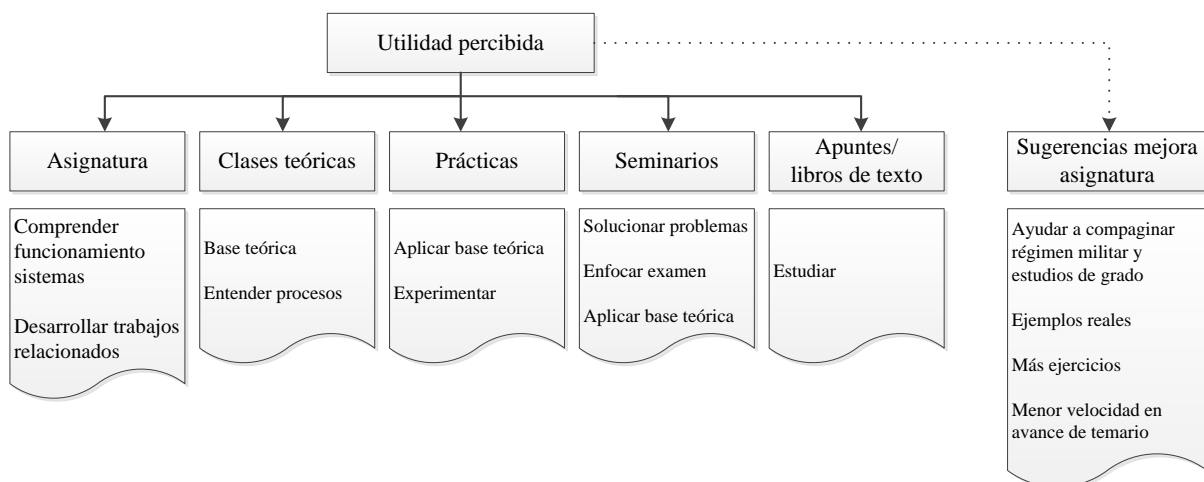 Utilidad percibida
Asignatura
Clases teóricas
Prácticas
Seminarios
Apuntes/
libros de texto
Sugerencias mejora
asignatura
Comprender
funcionamiento
sistemas
Desarrollar trabajos
relacionados
Base teórica
Entender procesos
Aplicar base teórica
Experimentar
Solucionar problemas
Enfocar examen
Aplicar base teórica
Estudiar
Ayudar a compaginar
régimen militar y
estudios de grado
Ejemplos reales
Más ejercicios
Menor velocidad en
avance de temario